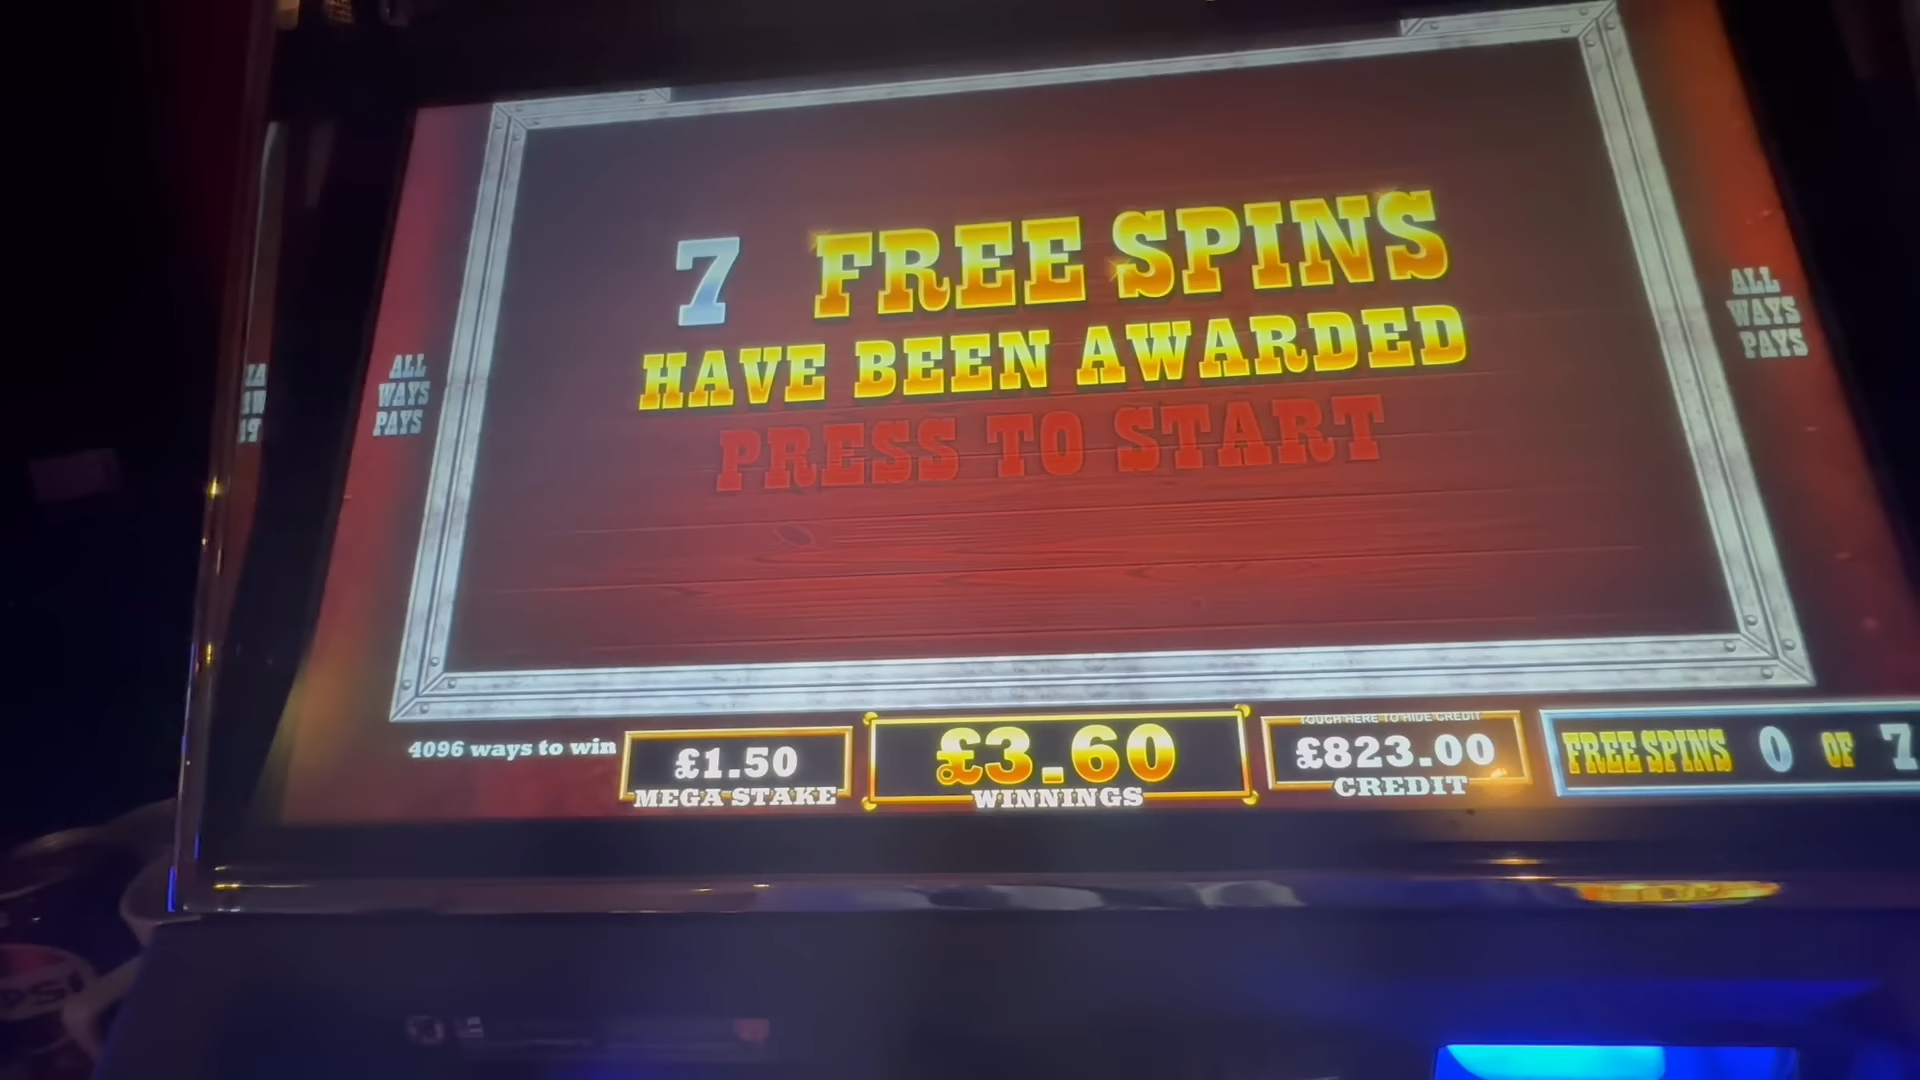 7 FREE SPINS
HAVE BEEN AWARDED
PRESS TO START
ALL
WAYS
PAYS
ALL
WAYS
PAYS
4096 ways to win
£1.50
MEGA STAKE
£3.60
WINNINGS
TOUCH HERE TO HIDE CREDIT
£823.00
CREDIT
FREE SPINS 0 OF 7